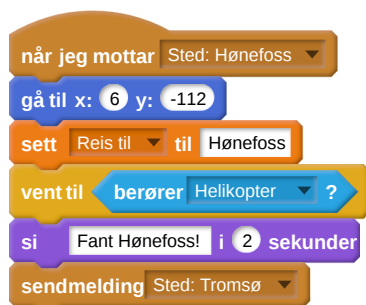 når jeg mottar Sted: Hønefoss
gå til x: 6 y: -112
sett Reis til til Hønefoss
vent til berører Helikopter ?
si Fant Hønefoss! i 2 sekunder
sendmelding Sted: Tromsø